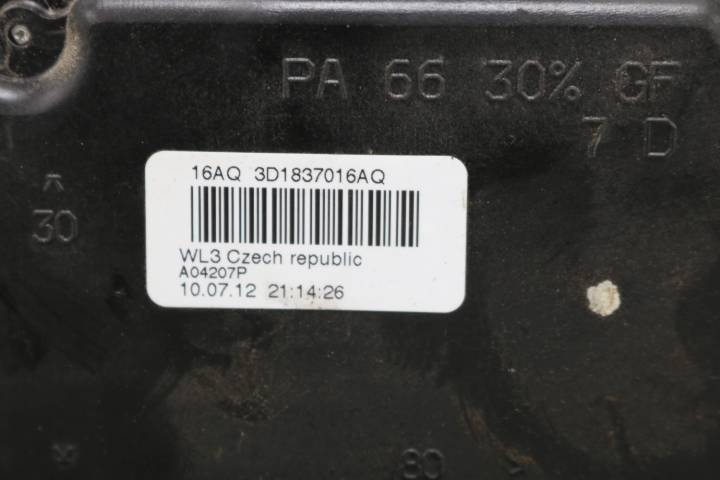 PA 66 30% GF
7 D
16AQ 3D1837016AQ
30
WL3 Czech republic
A04207P
10.07.12 21:14:26
80